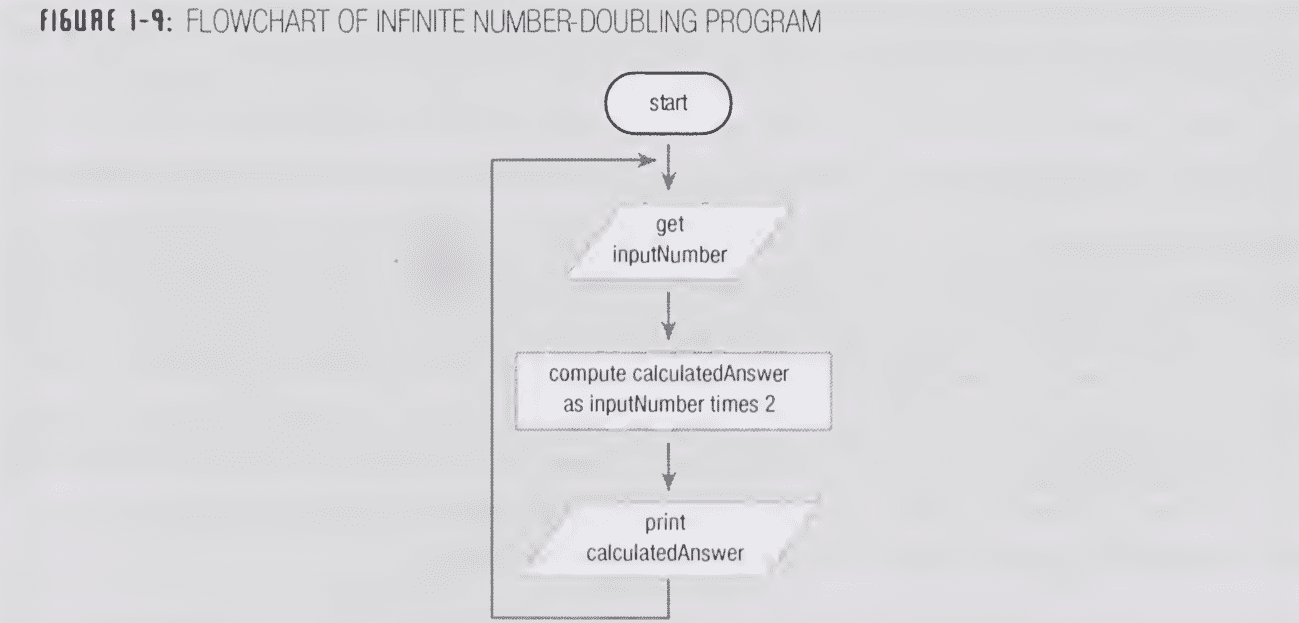 FIGURE 1-9: FLOWCHART OF INFINITE NUMBER-DOUBLING PROGRAM
start
get
inputNumber
compute calculatedAnswer
as inputNumber times 2
print
calculatedAnswer